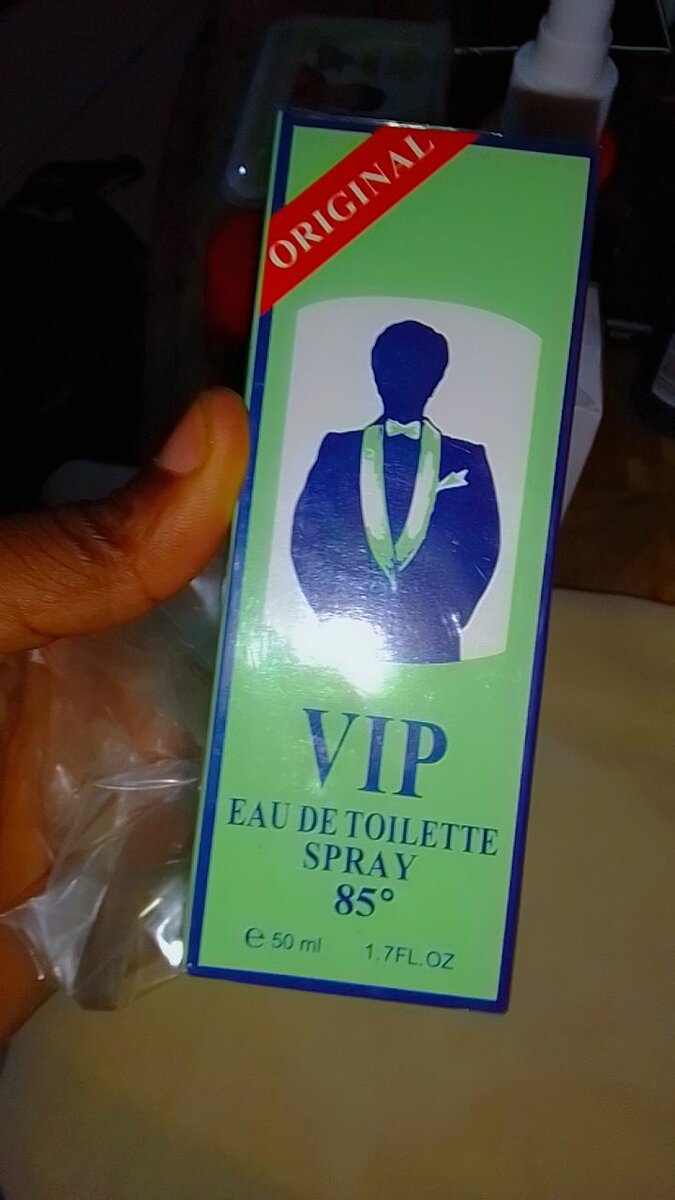 ORIGINAL
VIP
EAU DE TOILETTE
SPRAY
85°
℮ 50 ml 1.7FL.OZ